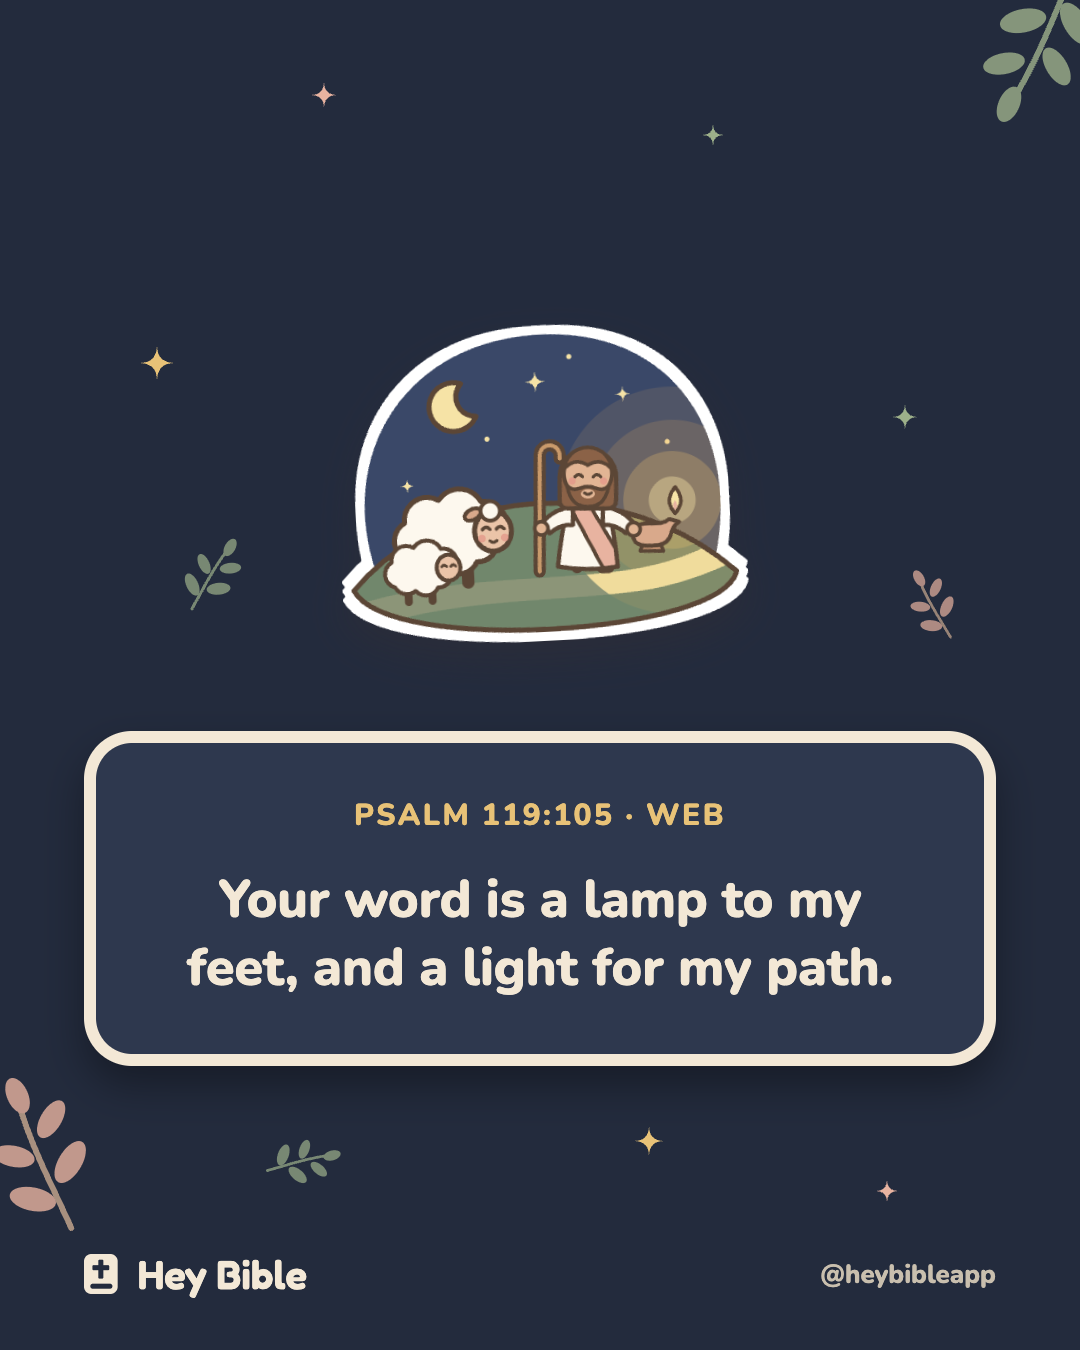 PSALM 119:105 · WEB
Your word is a lamp to my
feet, and a light for my path.
Hey Bible
@heybibleapp